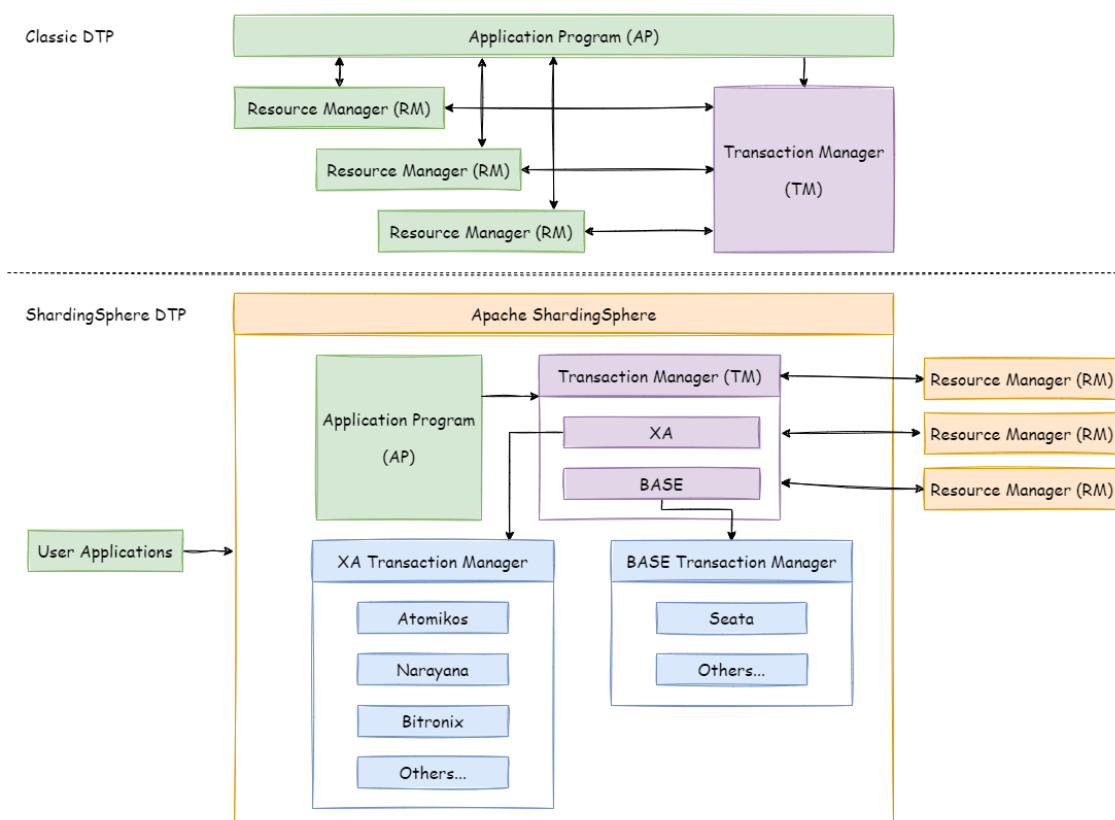 Classic DTP
Application Program (AP)
Resource Manager (RM)
Resource Manager (RM)
Resource Manager (RM)
Transaction Manager
(TM)
ShardingSphere DTP
Apache ShardingSphere
Application Program
(AP)
Transaction Manager (TM)
XA
BASE
Resource Manager (RM)
Resource Manager (RM)
Resource Manager (RM)
User Applications
XA Transaction Manager
Atomikos
Narayana
Bitronix
Others...
BASE Transaction Manager
Seata
Others...